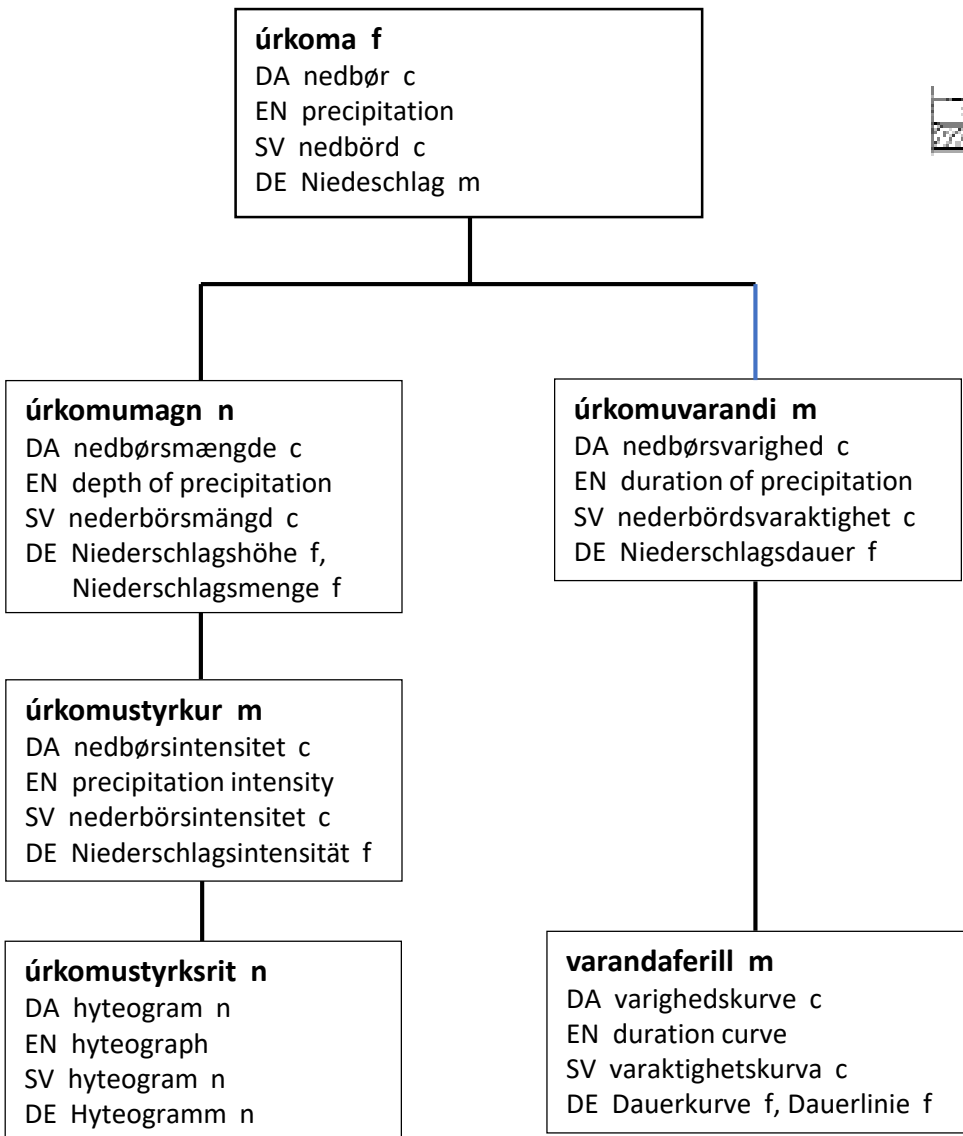 úrkoma f
DA nedbør c
EN precipitation
SV nedbörd c
DE Niedeschlag m
úrkomumagn n
DA nedbørsmængde c
EN depth of precipitation
SV nederbörsmängd c
DE Niederschlagshöhe f,
Niederschlagsmenge f
úrkomuvarandi m
DA nedbørsvarighed c
EN duration of precipitation
SV nederbördsvaraktighet c
DE Niederschlagsdauer f
úrkomustyrkur m
DA nedbørsintensitet c
EN precipitation intensity
SV nederbörsintensitet c
DE Niederschlagsintensität f
úrkomustyrksrit n
DA hyteogram n
EN hyteograph
SV hyteogram n
DE Hyteogramm n
varandaferill m
DA varighedskurve c
EN duration curve
SV varaktighetskurva c
DE Dauerkurve f, Dauerlinie f